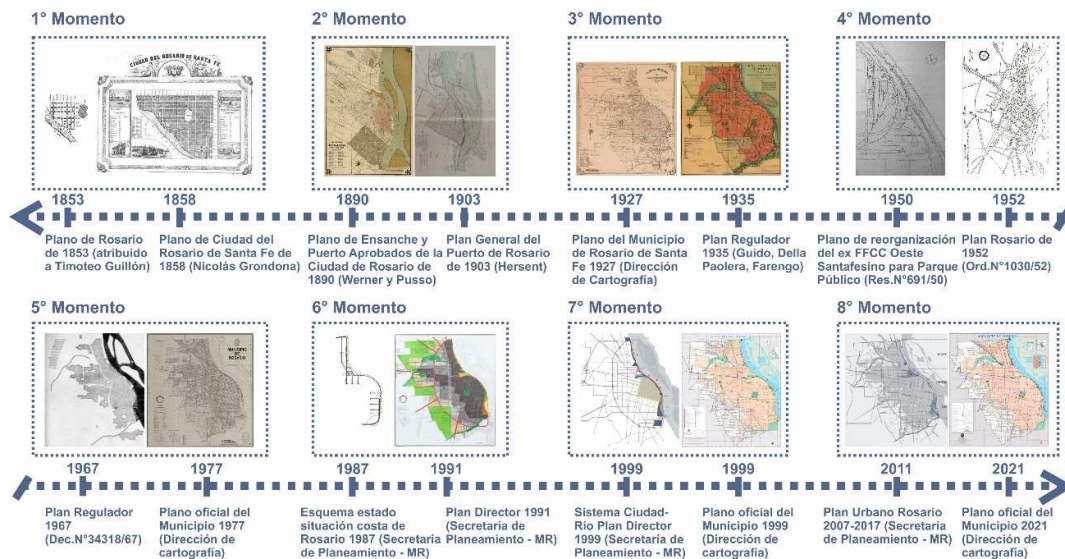 1° Momento
2° Momento
3° Momento
4° Momento
CIUDAD DEL ROSARIO DE SANTA FE
1853
1858
1890
1903
1927
1935
1950
1952
Plano de Rosario
de 1853 (atribuido
a Timoteo Guillón)
Plano de Ciudad del
Rosario de Santa Fe de
1858 (Nicolás Grondona)
Plano de Ensanche y
Puerto Aprobados de la
Ciudad de Rosario de
1890 (Werner y Pusso)
Plan General del
Puerto de Rosario
de 1903 (Hersent)
Plano del Municipio
de Rosario de Santa
Fe 1927 (Dirección
de Cartografía)
Plan Regulador
1935 (Guido, Della
Paolera, Farengo)
Plano de reorganización
del ex FFCC Oeste
Santafesino para Parque
Público (Res.N°691/50)
Plan Rosario de
1952
(Ord.N°1030/52)
5° Momento
6° Momento
7° Momento
8° Momento
MUNICIPIO
DE
ROSARIO
1967
1977
1987
1991
1999
1999
2011
2021
Plan Regulador
1967
(Dec.N°34318/67)
Plano oficial del
Municipio 1977
(Dirección de
cartografía)
Esquema estado
situación costa de
Rosario 1987 (Secretaría
de Planeamiento - MR)
Plan Director 1991
(Secretaria de
Planeamiento - MR)
Sistema Ciudad-
Río Plan Director
1999 (Secretaría de
Planeamiento - MR)
Plano oficial del
Municipio 1999
(Dirección de
cartografía)
Plan Urbano Rosario
2007-2017 (Secretaría
de Planeamiento - MR)
Plano oficial del
Municipio 2021
(Dirección de
cartografía)